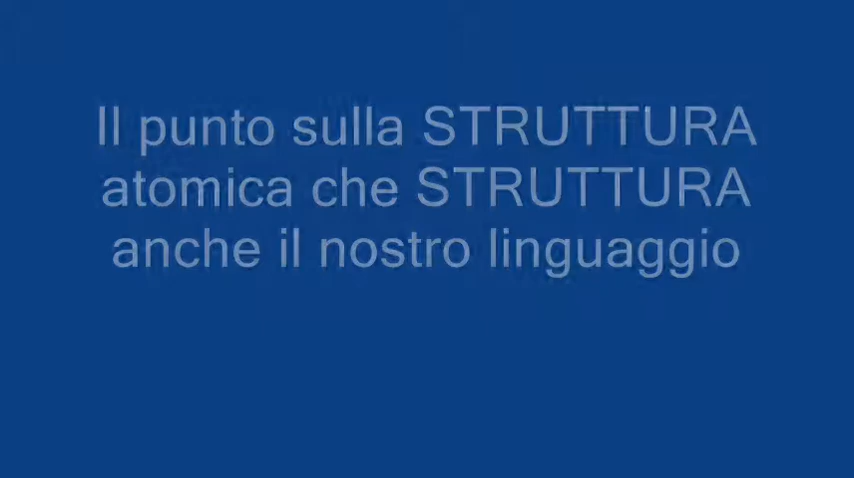 Il punto sulla STRUTTURA
atomica che STRUTTURA
anche il nostro linguaggio